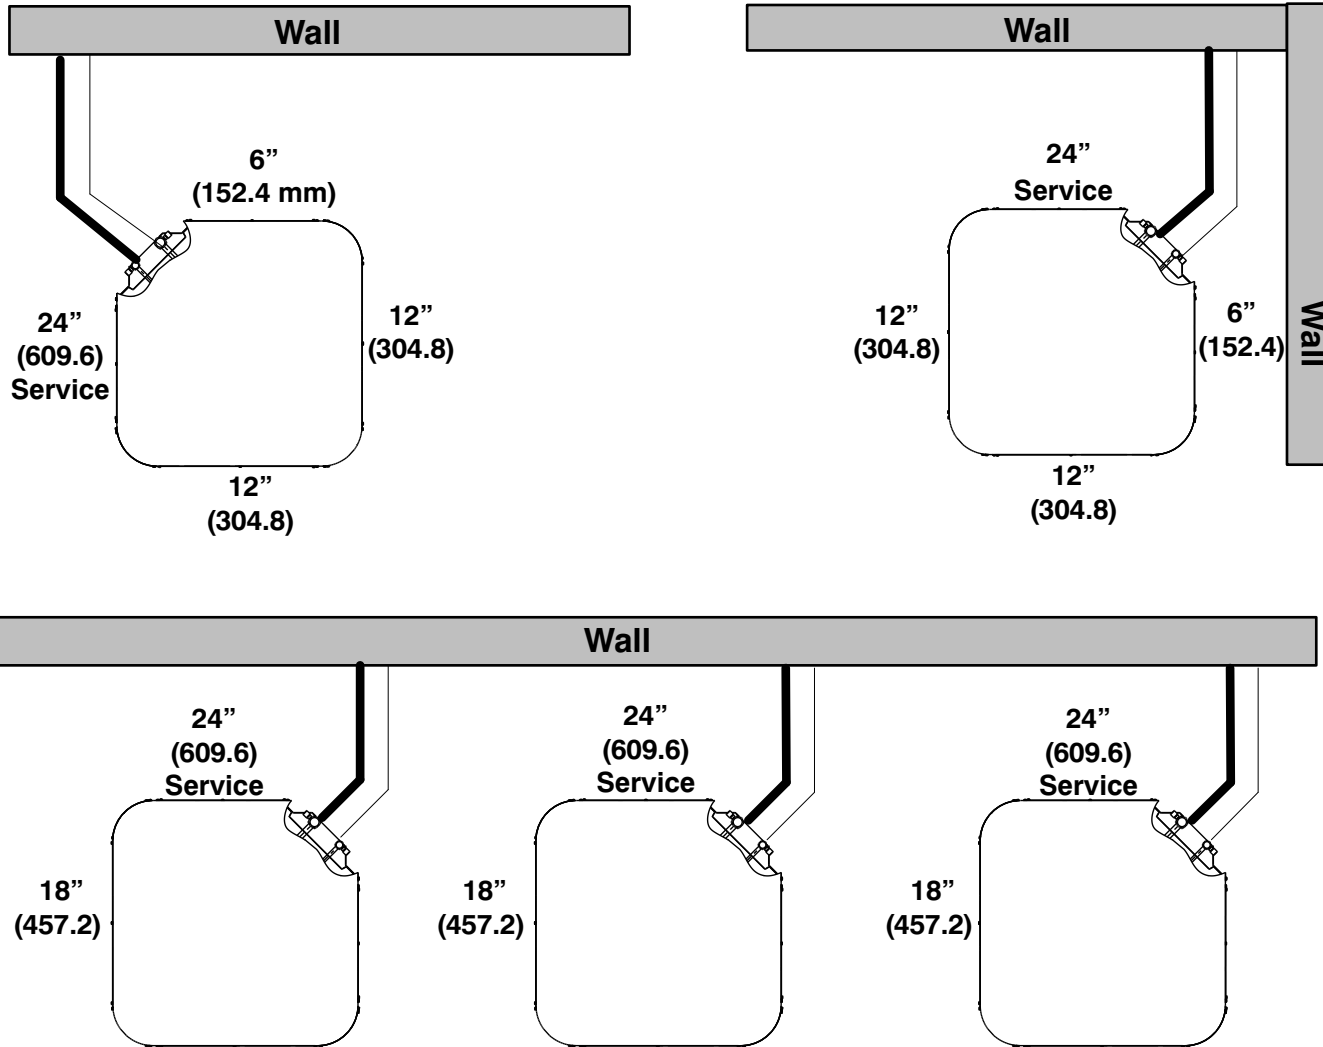 Wall
6”
(152.4 mm)
24”
(609.6)
Service
12”
(304.8)
12”
(304.8)
Wall
24”
Service
12”
(304.8)
6”
(152.4)
Wall
12”
(304.8)
Wall
24”
(609.6)
Service
18”
(457.2)
24”
(609.6)
Service
18”
(457.2)
24”
(609.6)
Service
18”
(457.2)